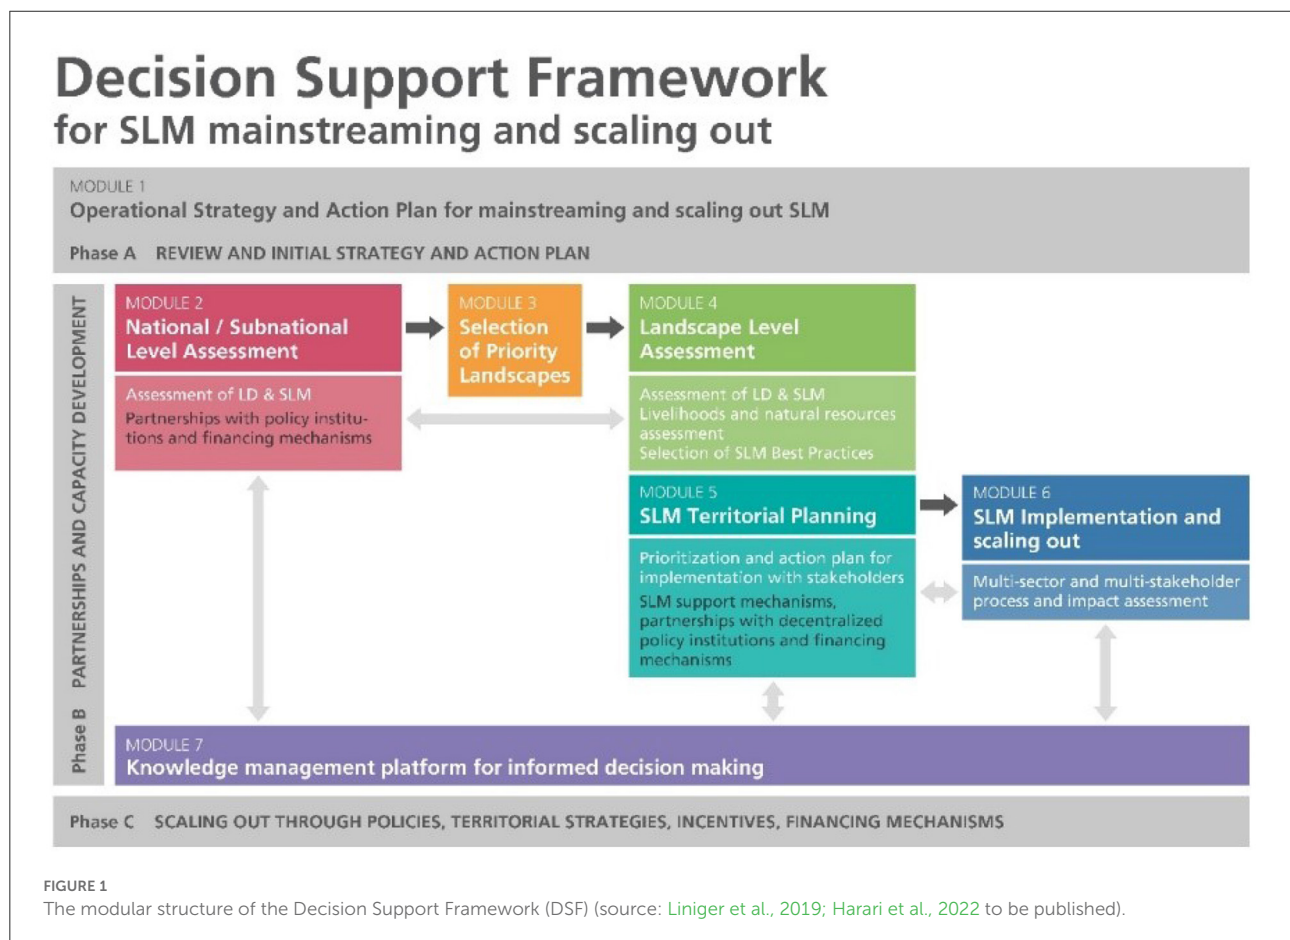 Decision Support Framework
for SLM mainstreaming and scaling out
MODULE 1
Operational Strategy and Action Plan for mainstreaming and scaling out SLM
Phase A REVIEW AND INITIAL STRATEGY AND ACTION PLAN
Phase B PARTNERSHIPS AND CAPACITY DEVELOPMENT
MODULE 2
National / Subnational
Level Assessment
Assessment of LD & SLM
Partnerships with policy institu-
tions and financing mechanisms
MODULE 3
Selection
of Priority
Landscapes
MODULE 4
Landscape Level
Assessment
Assessment of LD & SLM
Livelihoods and natural resources
assessment
Selection of SLM Best Practices
MODULE 5
SLM Territorial Planning
Prioritization and action plan for
implementation with stakeholders
SLM support mechanisms,
partnerships with decentralized
policy institutions and financing
mechanisms
MODULE 6
SLM Implementation and
scaling out
Multi-sector and multi-stakeholder
process and impact assessment
MODULE 7
Knowledge management platform for informed decision making
Phase C SCALING OUT THROUGH POLICIES, TERRITORIAL STRATEGIES, INCENTIVES, FINANCING MECHANISMS
FIGURE 1
The modular structure of the Decision Support Framework (DSF) (source: Liniger et al., 2019; Harari et al., 2022 to be published).